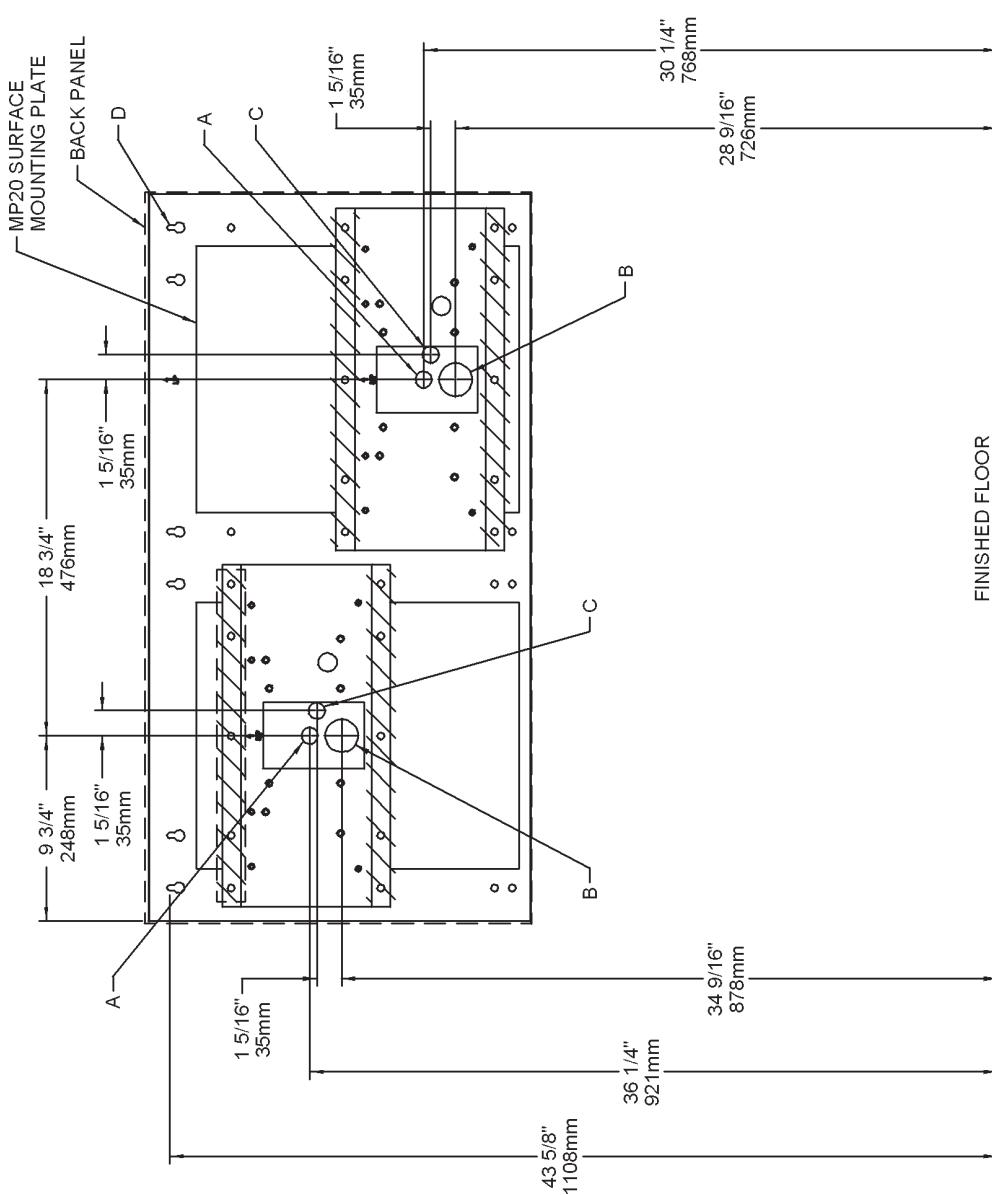 MP20 SURFACE
MOUNTING PLATE
BACK PANEL
D
A
C
1 5/16"
35mm
30 1/4"
768mm
28 9/16"
726mm
B
1 5/16"
35mm
18 3/4"
476mm
9 3/4"
248mm
1 5/16"
35mm
C
B
A
1 5/16"
35mm
34 9/16"
878mm
36 1/4"
921mm
43 5/8"
1108mm
FINISHED FLOOR